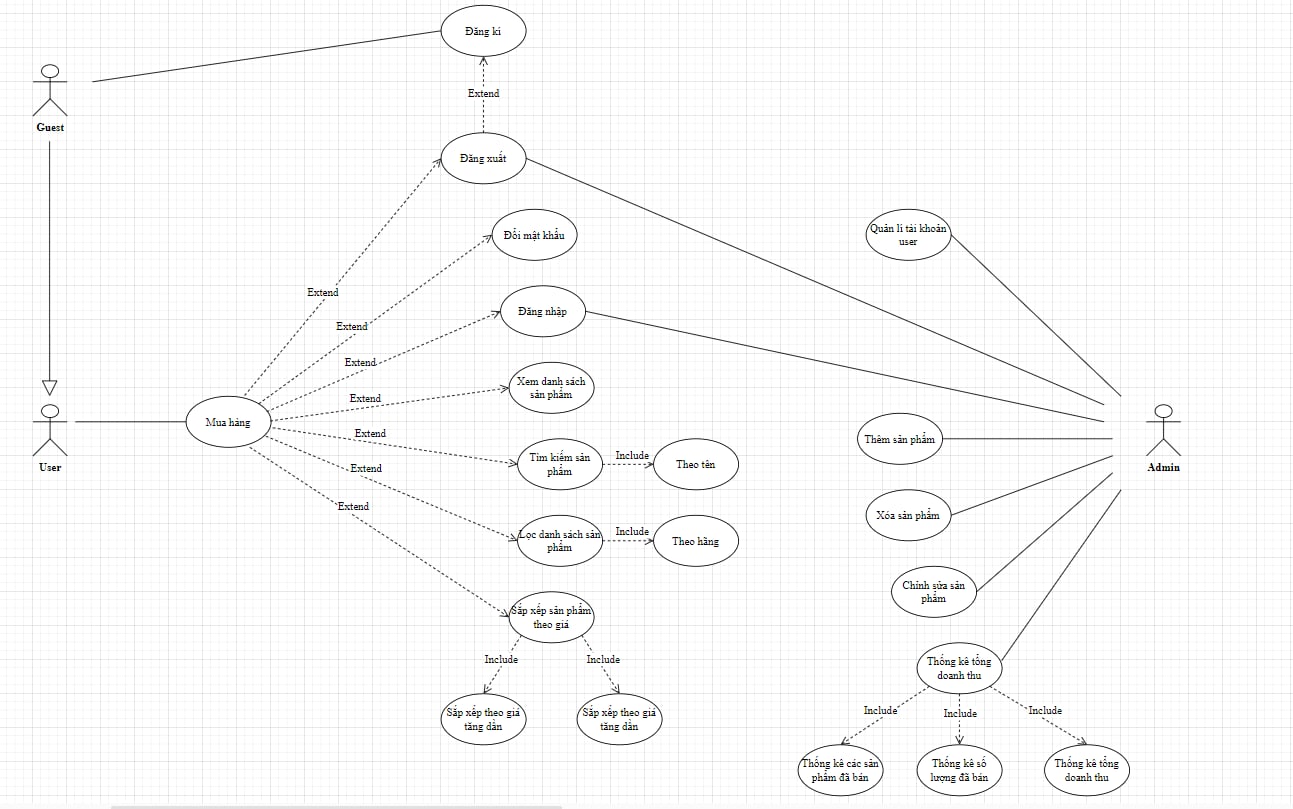 Đăng kí
Guest
Extend
Đăng xuất
Quản lí tài khoản
user
Đổi mật khẩu
Extend
Đăng nhập
Extend
Extend
Xem danh sách
sản phẩm
Extend
Mua hàng
User
Extend
Thêm sản phẩm
Admin
Tìm kiếm sản
phẩm
Include
Theo tên
Extend
Extend
Xóa sản phẩm
Lọc danh sách sản
phẩm
Include
Theo hãng
Chỉnh sửa sản
phẩm
Sắp xếp sản phẩm
theo giá
Include
Include
Thống kê tổng
doanh thu
Sắp xếp theo giá
tăng dần
Sắp xếp theo giá
tăng dần
Include
Include
Include
Thống kê các sản
phẩm đã bán
Thống kê số
lượng đã bán
Thống kê tổng
doanh thu